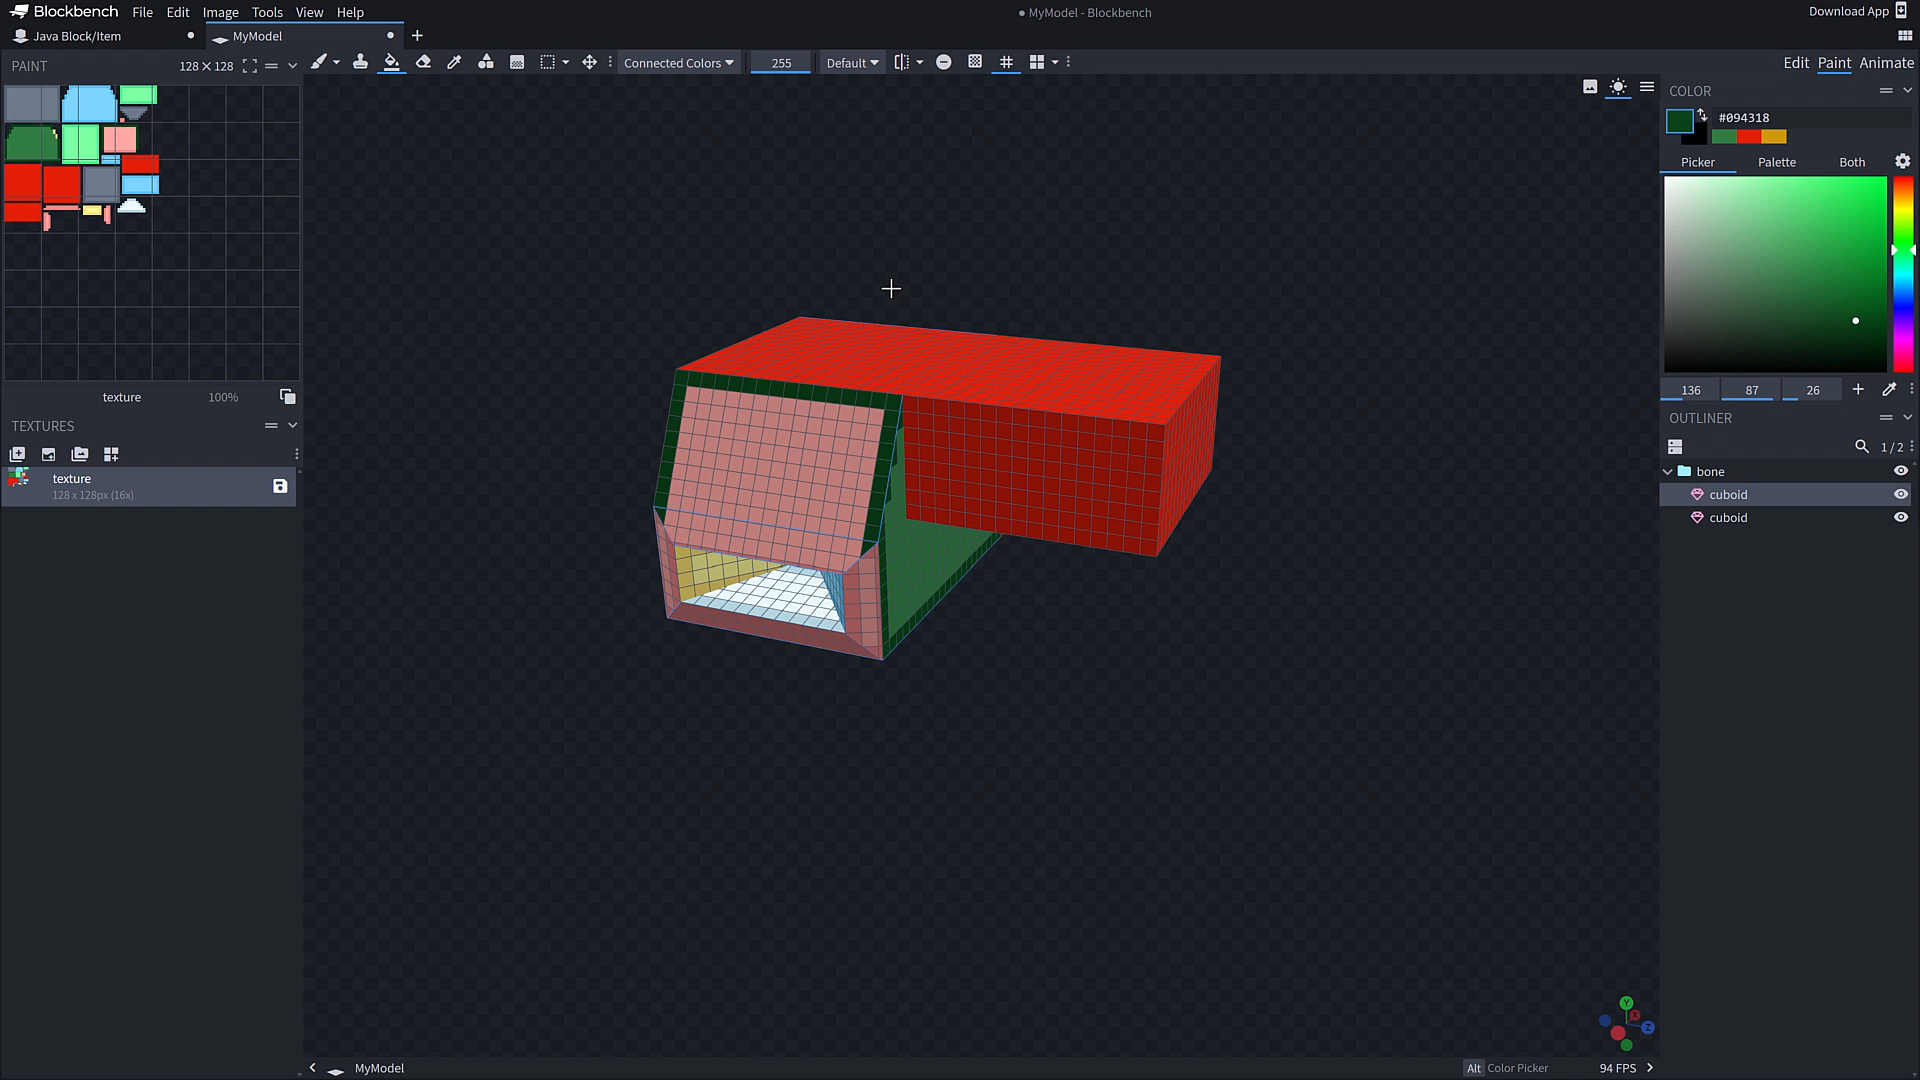 Blockbench File Edit Image Tools View Help
MyModel - Blockbench
Download App
Java Block/Item
MyModel
PAINT 128 × 128
Connected Colors 255 Default
Edit Paint Animate
texture 100%
TEXTURES
texture
128 x 128px (16x)
COLOR
#094318
Picker Palette Both
136 87 26
OUTLINER
1 / 2
bone
cuboid
cuboid
Y
X
Z
MyModel
Alt Color Picker 94 FPS